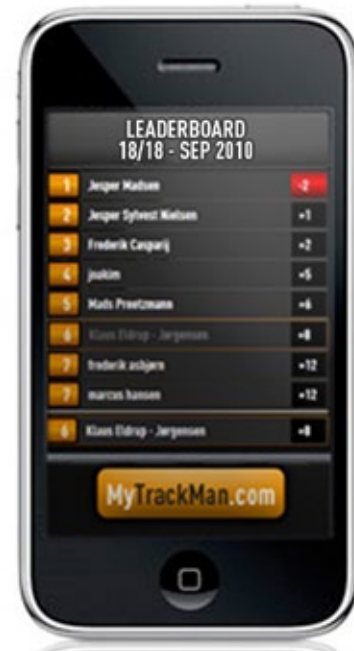 LEADERBOARD
18/18 - SEP 2010
1 Jesper Madsen -2
2 Jesper Sylvest Nielsen +1
3 Frederik Casparij +2
4 joakim +5
5 Mads Preetzmann +6
6 Klaus Eldrup - Jørgensen +8
7 frederik asbjørn +12
7 marcus hansen +12
6 Klaus Eldrup - Jørgensen +8
MyTrackMan.com